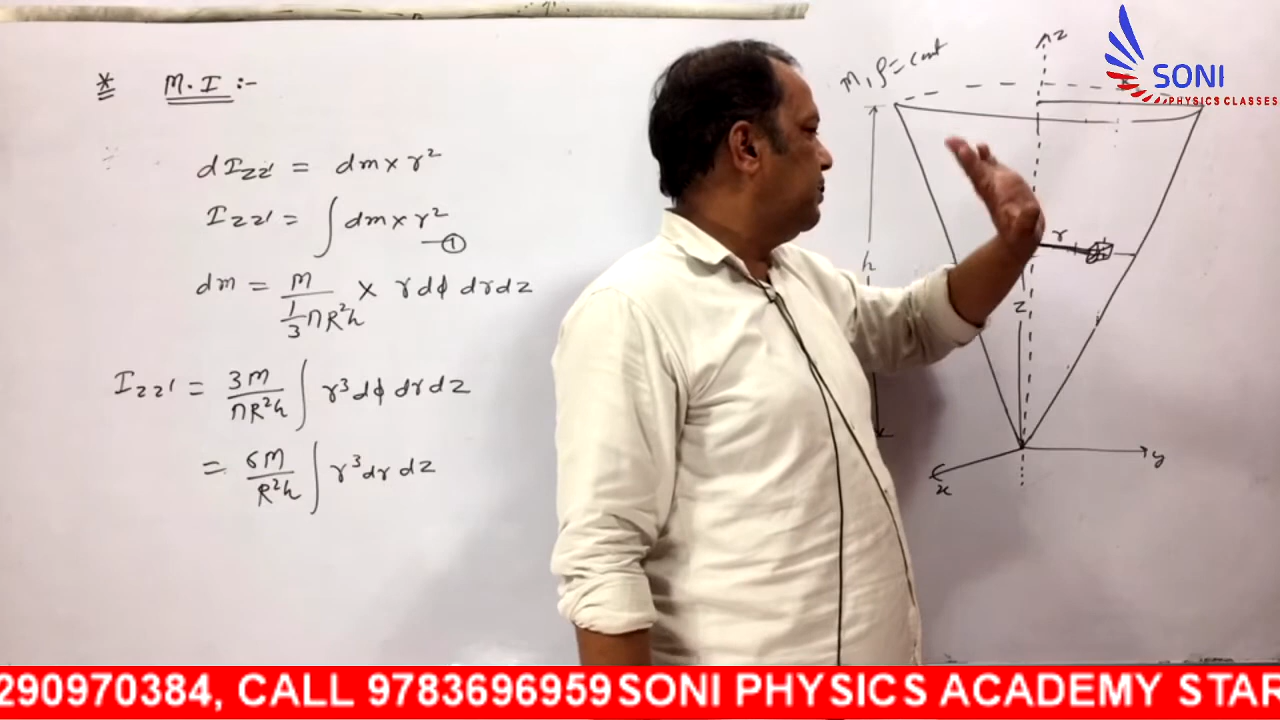 * M.I :-
dI_zz' = dm × r²
I_zz' = ∫ dm × r² —①
dm = M / (1/3 πR²h) × r dφ dr dz
I_zz' = 3M / (πR²h) ∫ r³ dφ dr dz
= 6M / (R²h) ∫ r³ dr dz
M, ρ = Const
z
h
r
z
x
y
SONI
PHYSICS CLASSES
290970384, CALL 9783696959 SONI PHYSICS ACADEMY STAR